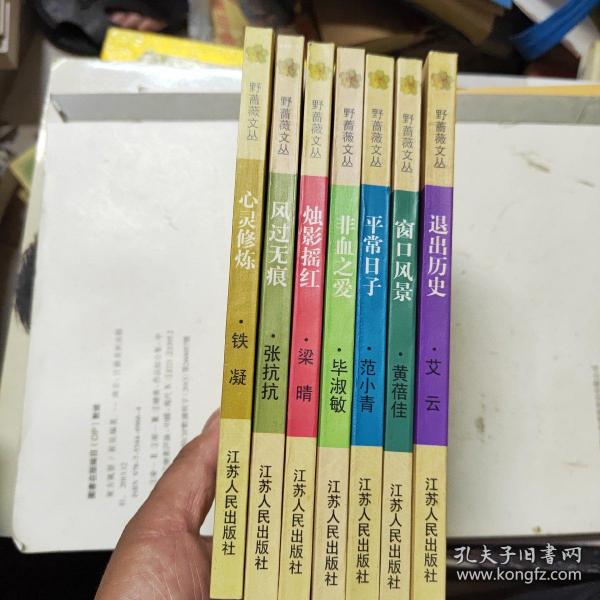 野蔷薇文丛
心灵修炼
·铁凝
江苏人民出版社
野蔷薇文丛
风过无痕
·张抗抗
江苏人民出版社
野蔷薇文丛
烛影摇红
·梁晴
江苏人民出版社
野蔷薇文丛
非血之爱
·毕淑敏
江苏人民出版社
野蔷薇文丛
平常日子
·范小青
江苏人民出版社
野蔷薇文丛
窗口风景
·黄蓓佳
江苏人民出版社
野蔷薇文丛
退出历史
·艾云
江苏人民出版社
孔夫子旧书网
www.kongfz.com